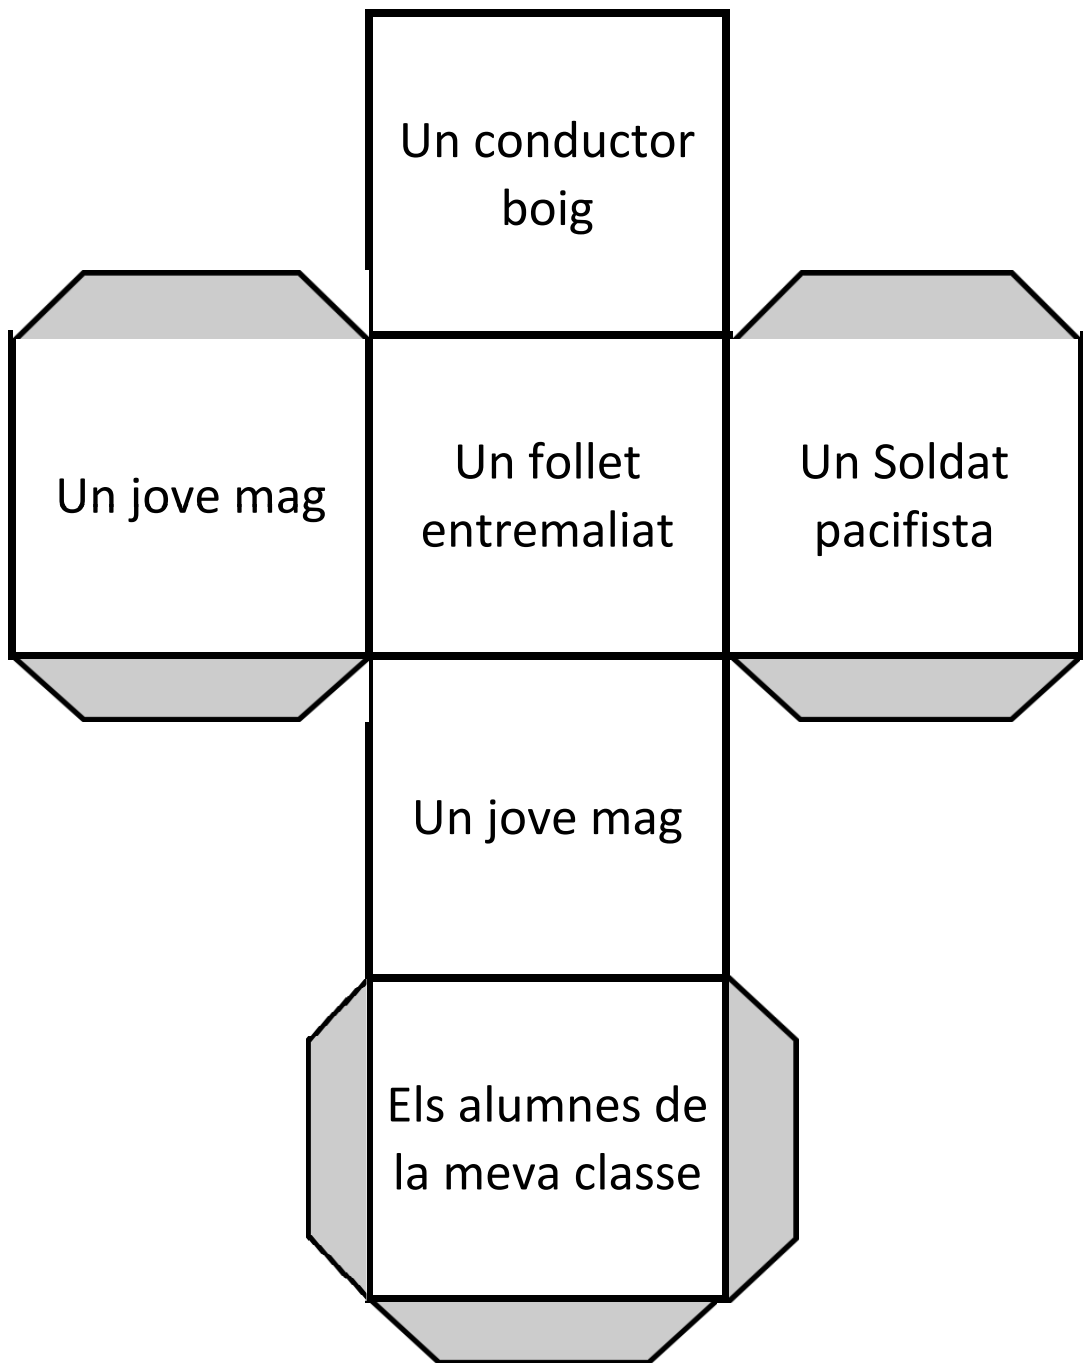 Un conductor
boig
Un jove mag
Un follet
entremaliat
Un Soldat
pacifista
Un jove mag
Els alumnes de
la meva classe